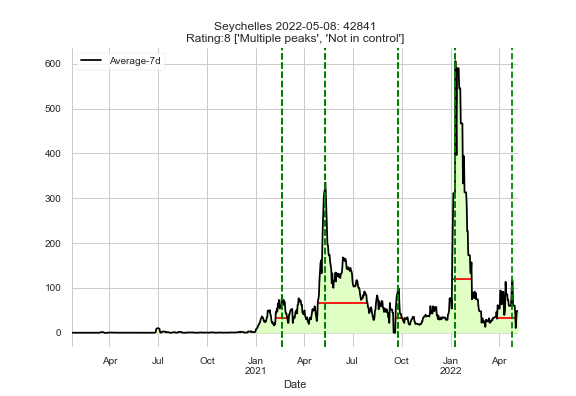 Seychelles 2022-05-08: 42841
Rating:8 ['Multiple peaks', 'Not in control']
Average-7d
600
500
400
300
200
100
0
Apr Jul Oct Jan Apr Jul Oct Jan Apr
2021 2022
Date